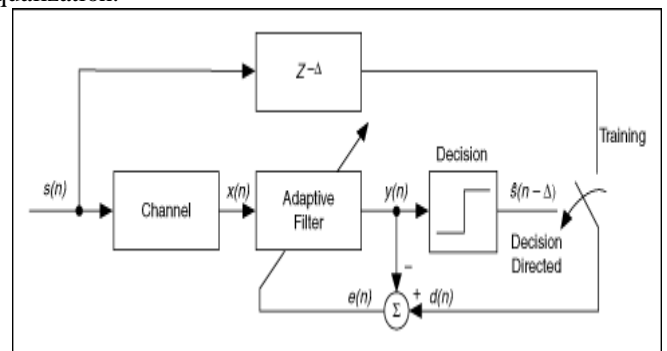 qualization.
Z⁻Δ
Training
Decision
s(n)
x(n)
y(n)
ŝ(n – Δ)
Channel
Adaptive
Filter
Decision
Directed
–
e(n)
+
d(n)
Σ